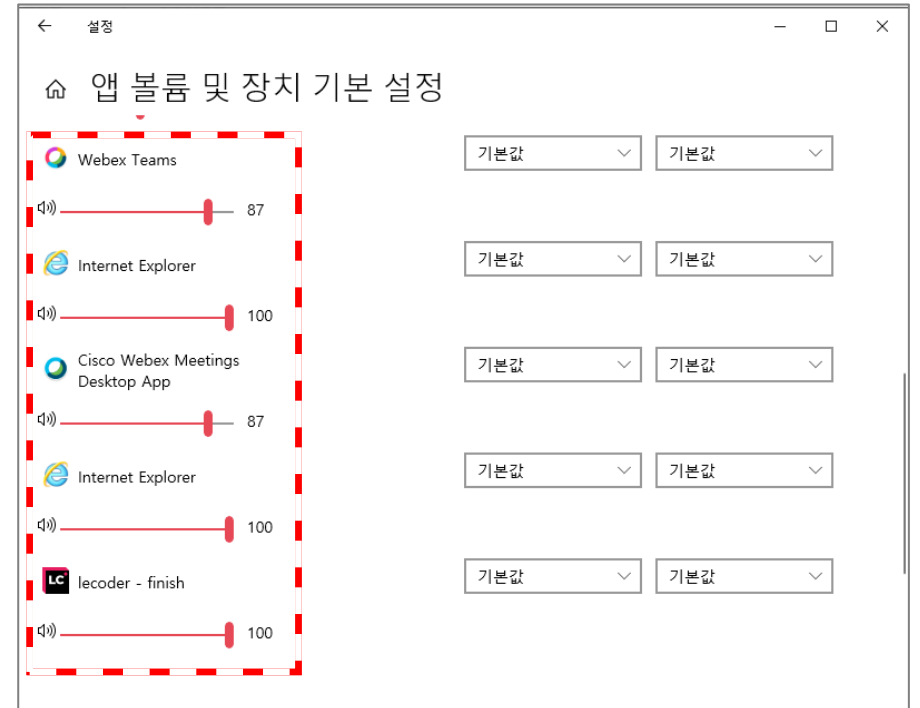 설정
앱 볼륨 및 장치 기본 설정
Webex Teams
기본값
기본값
87
Internet Explorer
기본값
기본값
100
Cisco Webex Meetings
Desktop App
기본값
기본값
87
Internet Explorer
기본값
기본값
100
LC
lecoder - finish
기본값
기본값
100